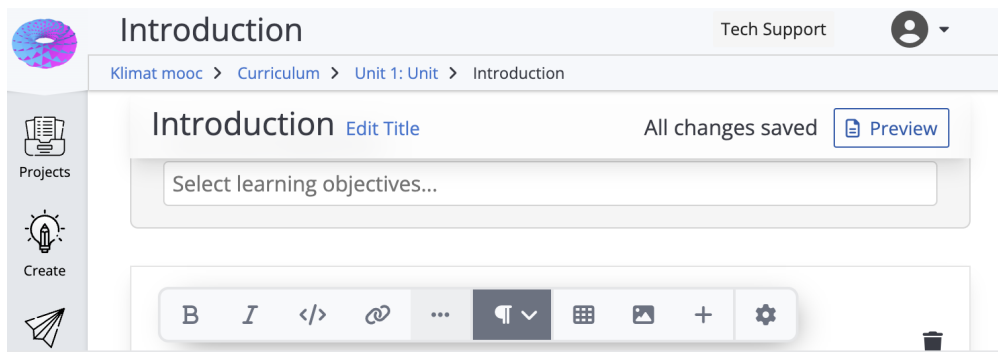 Introduction
Tech Support
Klimat mooc > Curriculum > Unit 1: Unit > Introduction
Introduction Edit Title
All changes saved
Preview
Projects
Select learning objectives...
Create
B I </> ... ¶ +